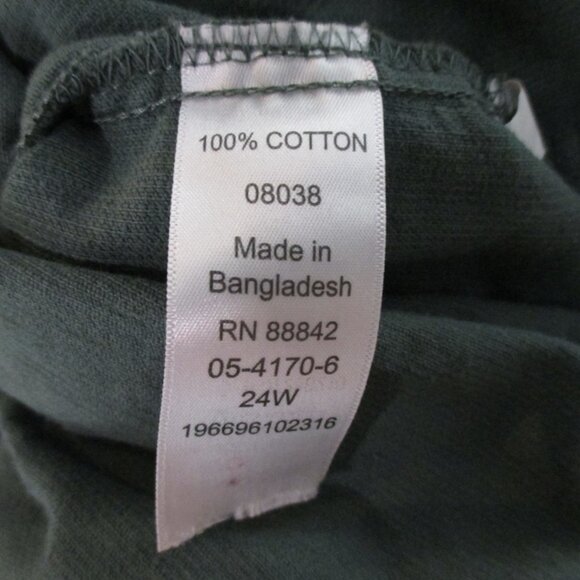 100% COTTON
08038
Made in
Bangladesh
RN 88842
05-4170-6
24W
196696102316